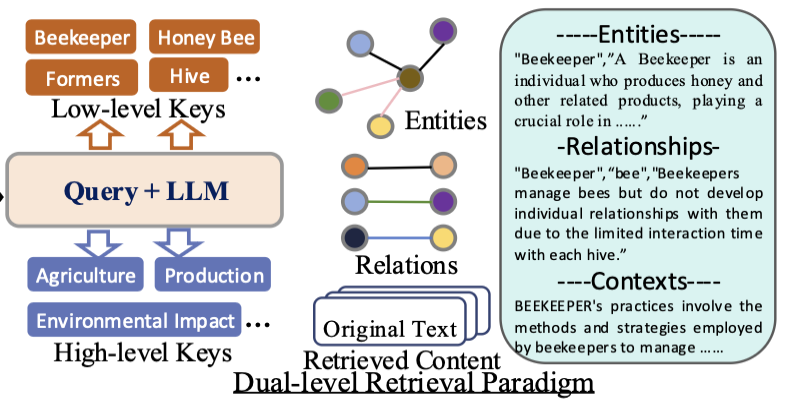 Beekeeper
Honey Bee
Formers
Hive
...
Low-level Keys
Query + LLM
Agriculture
Production
Environmental Impact
...
High-level Keys
Entities
Relations
Original Text
Retrieved Content
-----Entities-----
"Beekeeper",”A Beekeeper is an
individual who produces honey and
other related products, playing a
crucial role in ......”
-Relationships-
"Beekeeper",“bee”,"Beekeepers
manage bees but do not develop
individual relationships with them
due to the limited interaction time
with each hive.”
----Contexts----
BEEKEEPER's practices involve the
methods and strategies employed
by beekeepers to manage ......
Dual-level Retrieval Paradigm